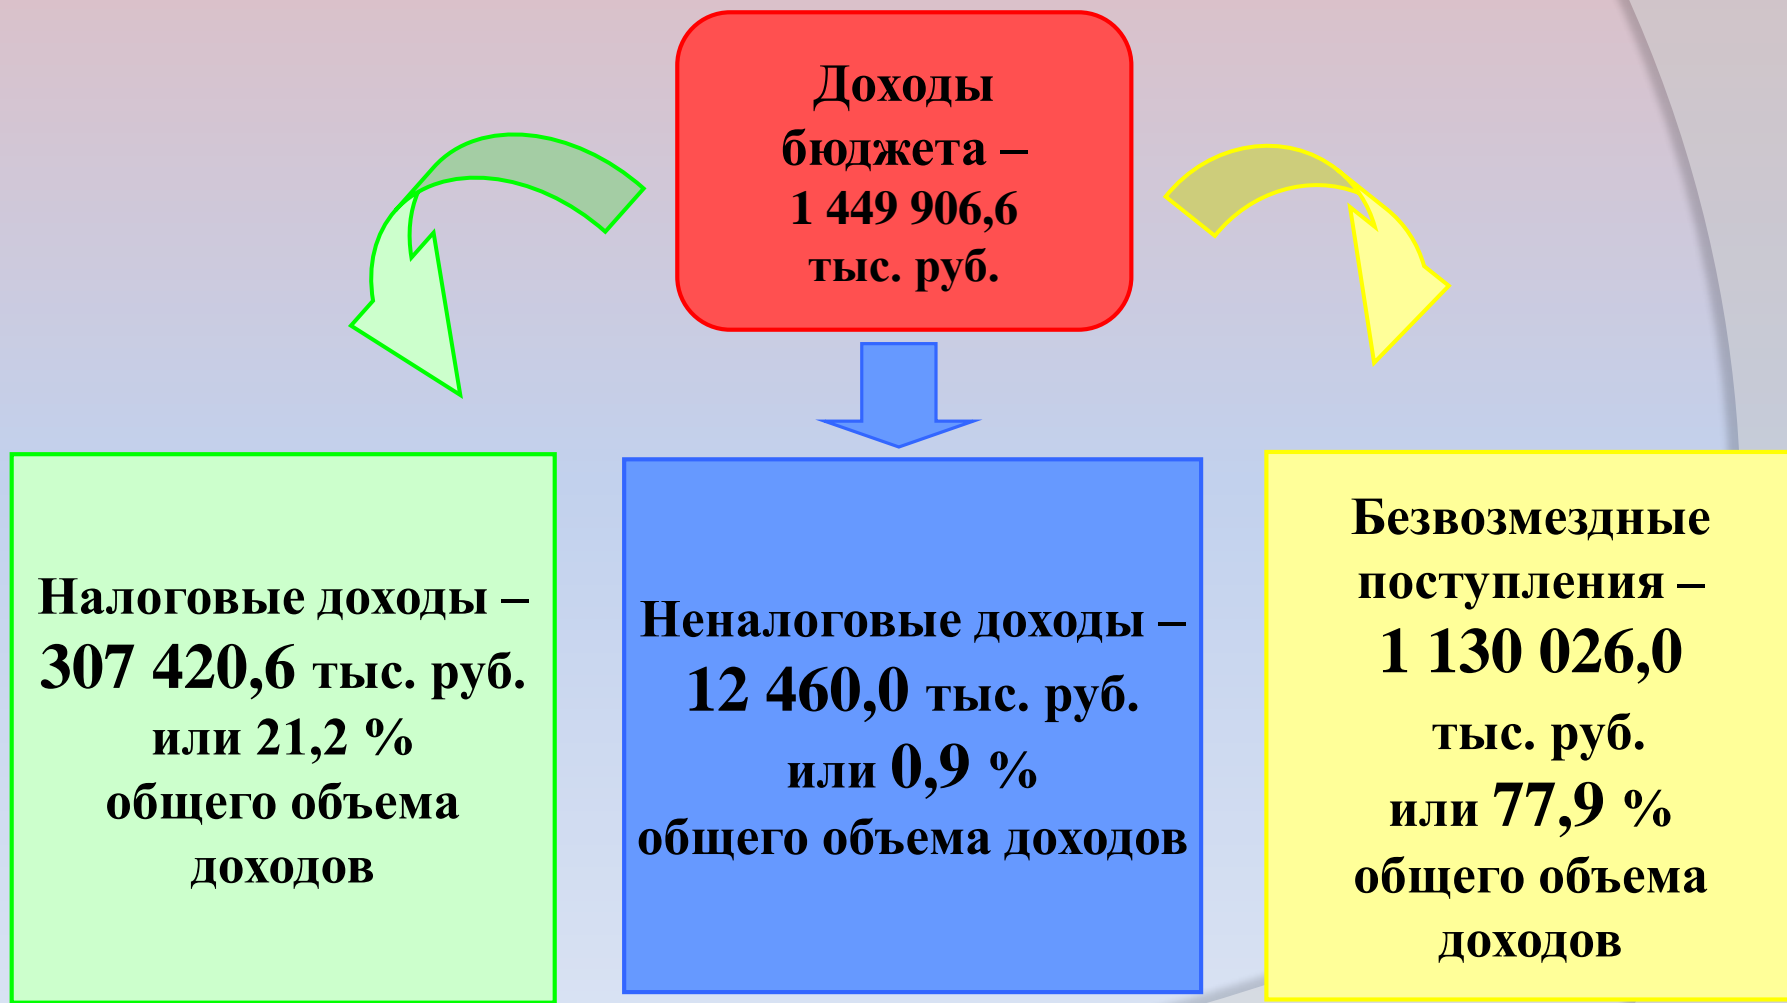 Доходы
бюджета –
1 449 906,6
тыс. руб.
Налоговые доходы –
307 420,6 тыс. руб.
или 21,2 %
общего объема
доходов
Неналоговые доходы –
12 460,0 тыс. руб.
или 0,9 %
общего объема доходов
Безвозмездные
поступления –
1 130 026,0
тыс. руб.
или 77,9 %
общего объема
доходов